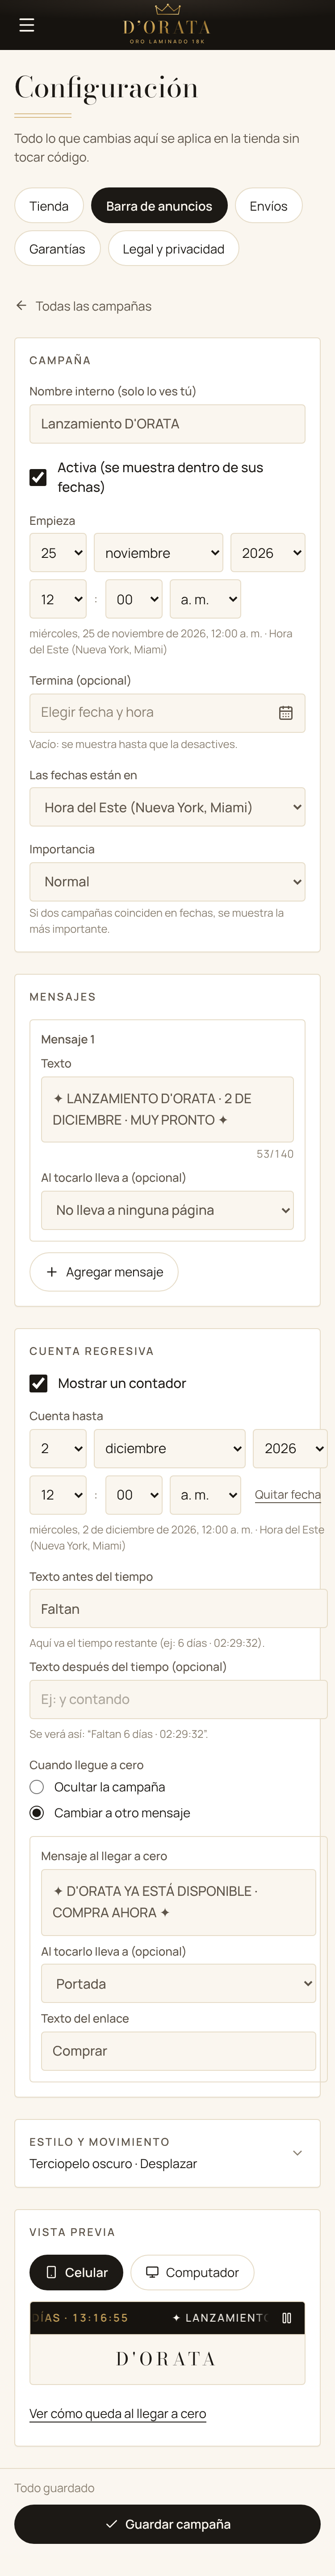 D'ORATA
ORO LAMINADO 18K
Configuración
Todo lo que cambias aquí se aplica en la tienda sin
tocar código.
Tienda
Barra de anuncios
Envíos
Garantías
Legal y privacidad
← Todas las campañas
CAMPAÑA
Nombre interno (solo lo ves tú)
Lanzamiento D'ORATA
Activa (se muestra dentro de sus
fechas)
Empieza
25 noviembre 2026
12 : 00 a. m.
miércoles, 25 de noviembre de 2026, 12:00 a. m. · Hora
del Este (Nueva York, Miami)
Termina (opcional)
Elegir fecha y hora
Vacío: se muestra hasta que la desactives.
Las fechas están en
Hora del Este (Nueva York, Miami)
Importancia
Normal
Si dos campañas coinciden en fechas, se muestra la
más importante.
MENSAJES
Mensaje 1
Texto
✦ LANZAMIENTO D'ORATA · 2 DE
DICIEMBRE · MUY PRONTO ✦
53/140
Al tocarlo lleva a (opcional)
No lleva a ninguna página
+ Agregar mensaje
CUENTA REGRESIVA
Mostrar un contador
Cuenta hasta
2 diciembre 2026
12 : 00 a. m. Quitar fecha
miércoles, 2 de diciembre de 2026, 12:00 a. m. · Hora del Este
(Nueva York, Miami)
Texto antes del tiempo
Faltan
Aquí va el tiempo restante (ej: 6 días · 02:29:32).
Texto después del tiempo (opcional)
Ej: y contando
Se verá así: “Faltan 6 días · 02:29:32”.
Cuando llegue a cero
Ocultar la campaña
Cambiar a otro mensaje
Mensaje al llegar a cero
✦ D'ORATA YA ESTÁ DISPONIBLE ·
COMPRA AHORA ✦
Al tocarlo lleva a (opcional)
Portada
Texto del enlace
Comprar
ESTILO Y MOVIMIENTO
Terciopelo oscuro · Desplazar
VISTA PREVIA
Celular
Computador
DÍAS · 13:16:55 ✦ LANZAMIENTO
D'ORATA
Ver cómo queda al llegar a cero
Todo guardado
Guardar campaña